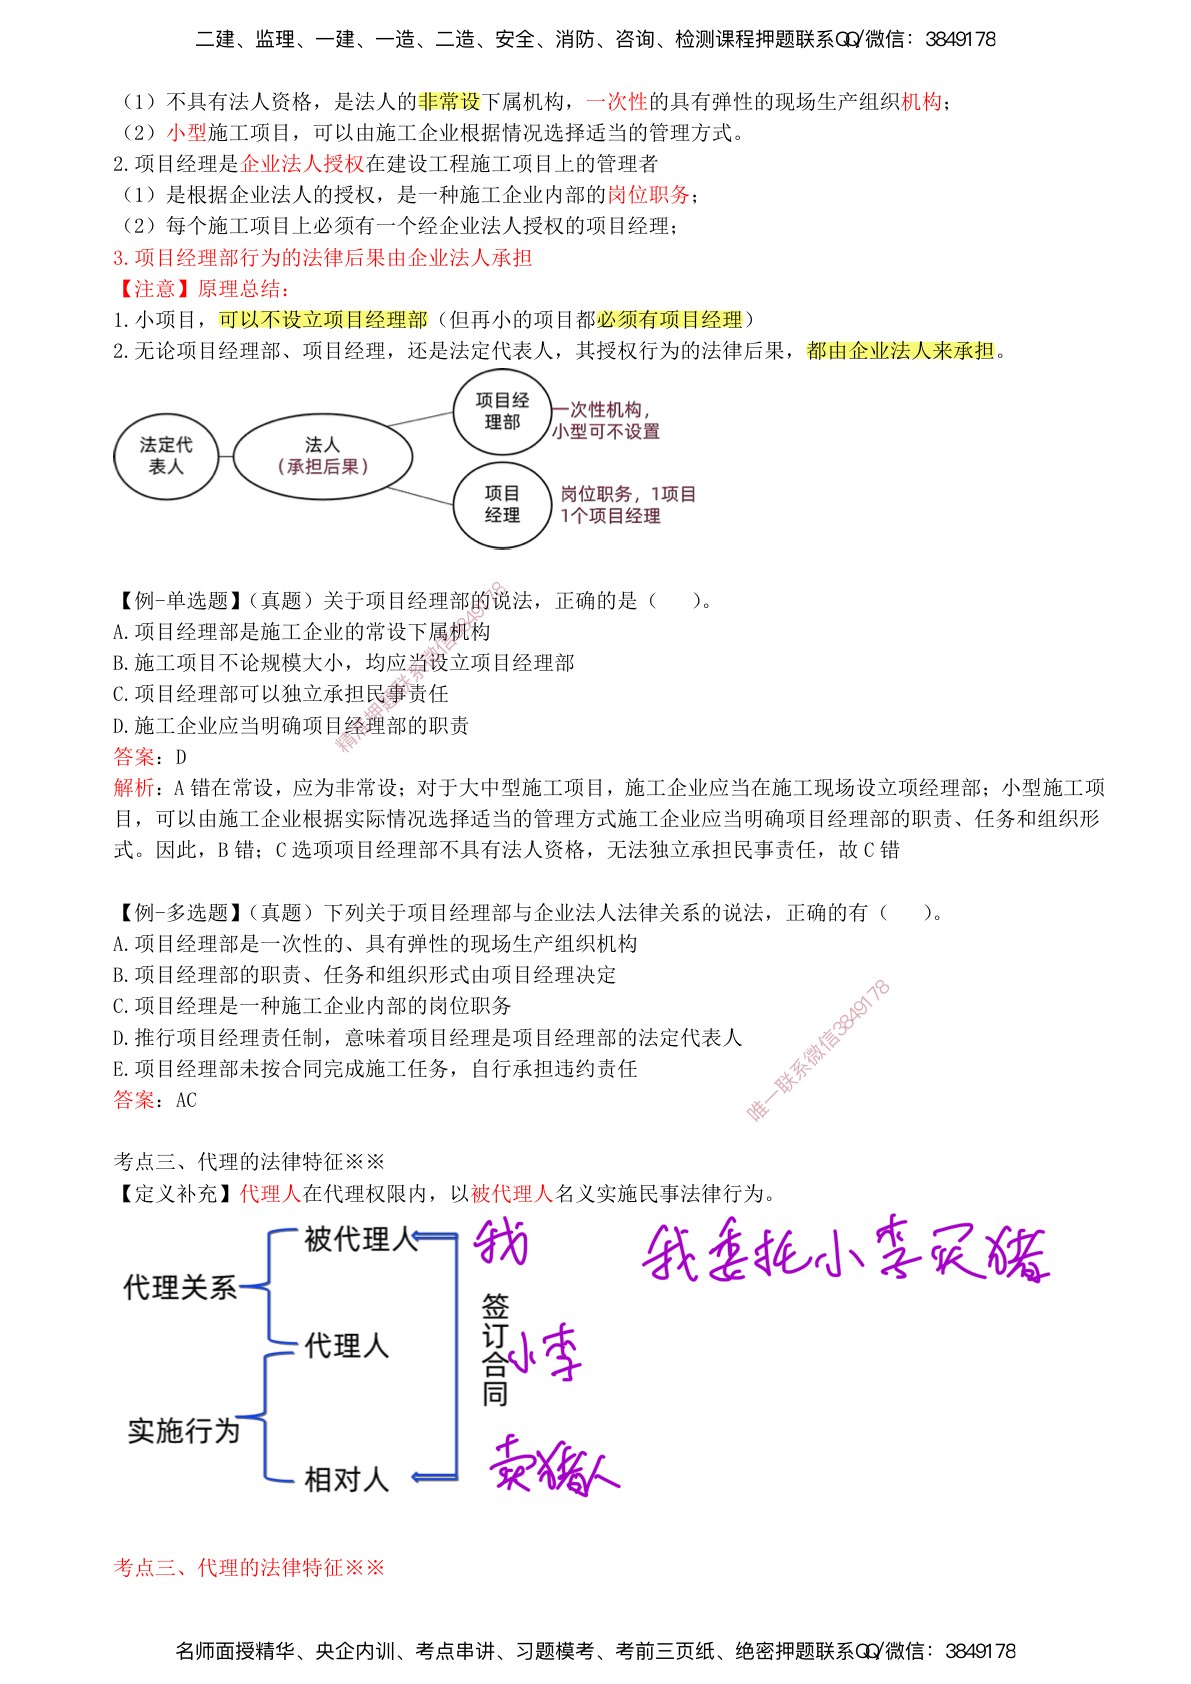 二建、监理、一建、一造、二造、安全、消防、咨询、检测课程押题联系QQ/微信：3849178
（1）不具有法人资格，是法人的非常设下属机构，一次性的具有弹性的现场生产组织机构；
（2）小型施工项目，可以由施工企业根据情况选择适当的管理方式。
2.项目经理是企业法人授权在建设工程施工项目上的管理者
（1）是根据企业法人的授权，是一种施工企业内部的岗位职务；
（2）每个施工项目上必须有一个经企业法人授权的项目经理；
3.项目经理部行为的法律后果由企业法人承担
【注意】原理总结：
1.小项目，可以不设立项目经理部（但再小的项目都必须有项目经理）
2.无论项目经理部、项目经理，还是法定代表人，其授权行为的法律后果，都由企业法人来承担。
法定代
表人
法人
（承担后果）
项目经
理部
一次性机构，
小型可不设置
项目
经理
岗位职务，1项目
1个项目经理
【例-单选题】（真题）关于项目经理部的说法，正确的是（ ）。
A.项目经理部是施工企业的常设下属机构
B.施工项目不论规模大小，均应当设立项目经理部
C.项目经理部可以独立承担民事责任
D.施工企业应当明确项目经理部的职责
精准押题联系微信3849178
答案：D
解析：A 错在常设，应为非常设；对于大中型施工项目，施工企业应当在施工现场设立项经理部；小型施工项
目，可以由施工企业根据实际情况选择适当的管理方式施工企业应当明确项目经理部的职责、任务和组织形
式。因此，B 错；C 选项项目经理部不具有法人资格，无法独立承担民事责任，故 C 错
【例-多选题】（真题）下列关于项目经理部与企业法人法律关系的说法，正确的有（ ）。
A.项目经理部是一次性的、具有弹性的现场生产组织机构
B.项目经理部的职责、任务和组织形式由项目经理决定
C.项目经理是一种施工企业内部的岗位职务
D.推行项目经理责任制，意味着项目经理是项目经理部的法定代表人
E.项目经理部未按合同完成施工任务，自行承担违约责任
唯一联系微信3849178
答案：AC
考点三、代理的法律特征※※
【定义补充】代理人在代理权限内，以被代理人名义实施民事法律行为。
被代理人
我
我委托小李买猪
代理关系
签订合同
代理人
小李
实施行为
相对人
卖猪人
考点三、代理的法律特征※※
名师面授精华、央企内训、考点串讲、习题模考、考前三页纸、绝密押题联系QQ/微信：3849178